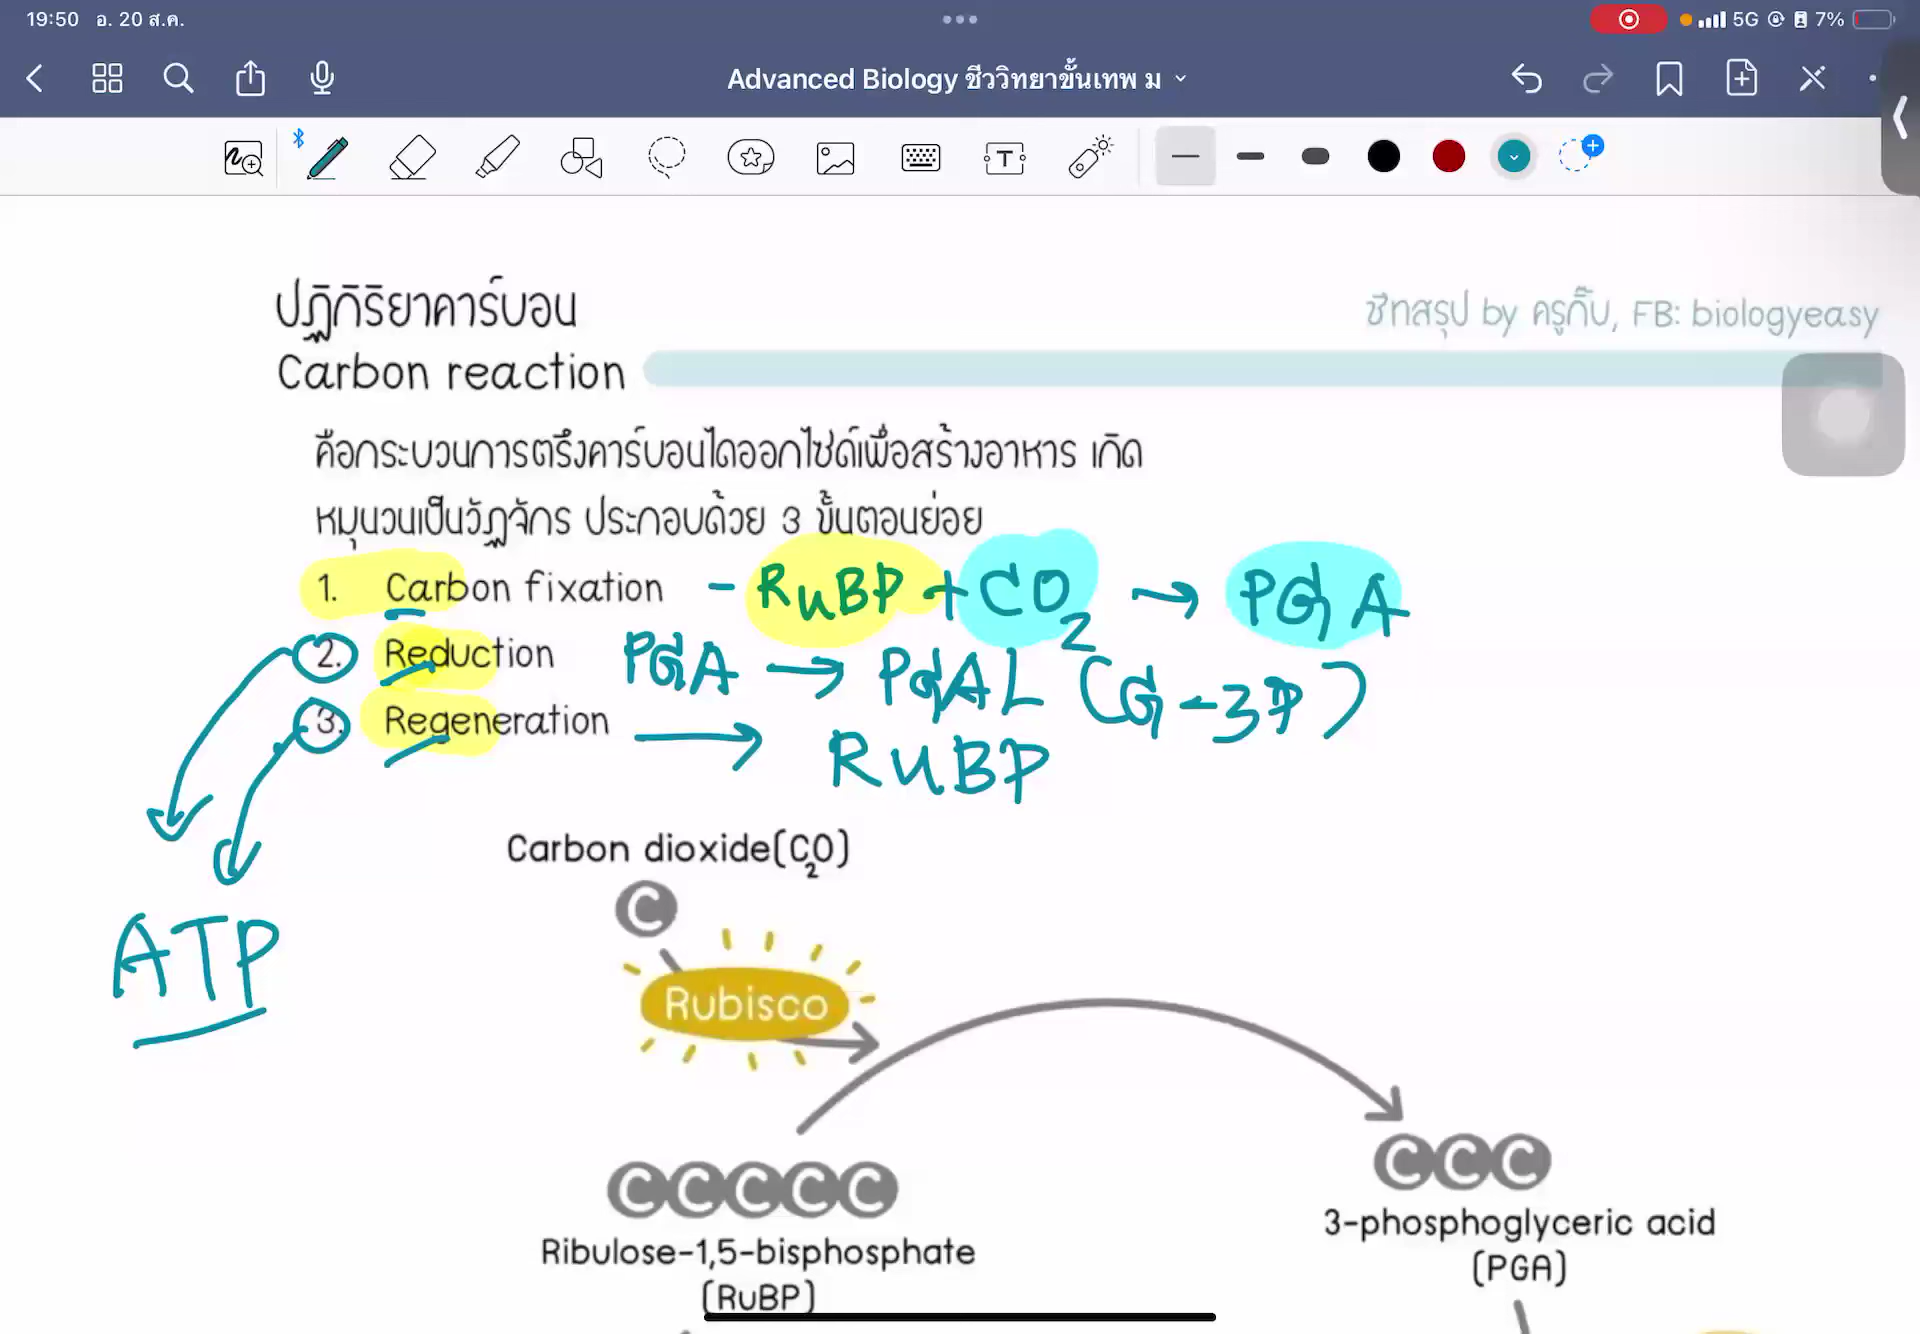 19:50 อ. 20 ส.ค.
5G 7%
Advanced Biology ชีววิทยาขั้นเทพ ม
T
ปฏิกิริยาคาร์บอน
ชีทสรุป by ครูกิ๊บ, FB: biologyeasy
Carbon reaction
คือกระบวนการตรึงคาร์บอนไดออกไซด์เพื่อสร้างอาหาร เกิด
หมุนวนเป็นวัฏจักร ประกอบด้วย 3 ขั้นตอนย่อย
1. Carbon fixation - RuBP + CO2 → PGA
2. Reduction PGA → PGAL (G-3P)
3. Regeneration → RuBP
ATP
Carbon dioxide(C2O)
C
Rubisco
CCCCC
CCC
Ribulose-1,5-bisphosphate
(RuBP)
3-phosphoglyceric acid
(PGA)